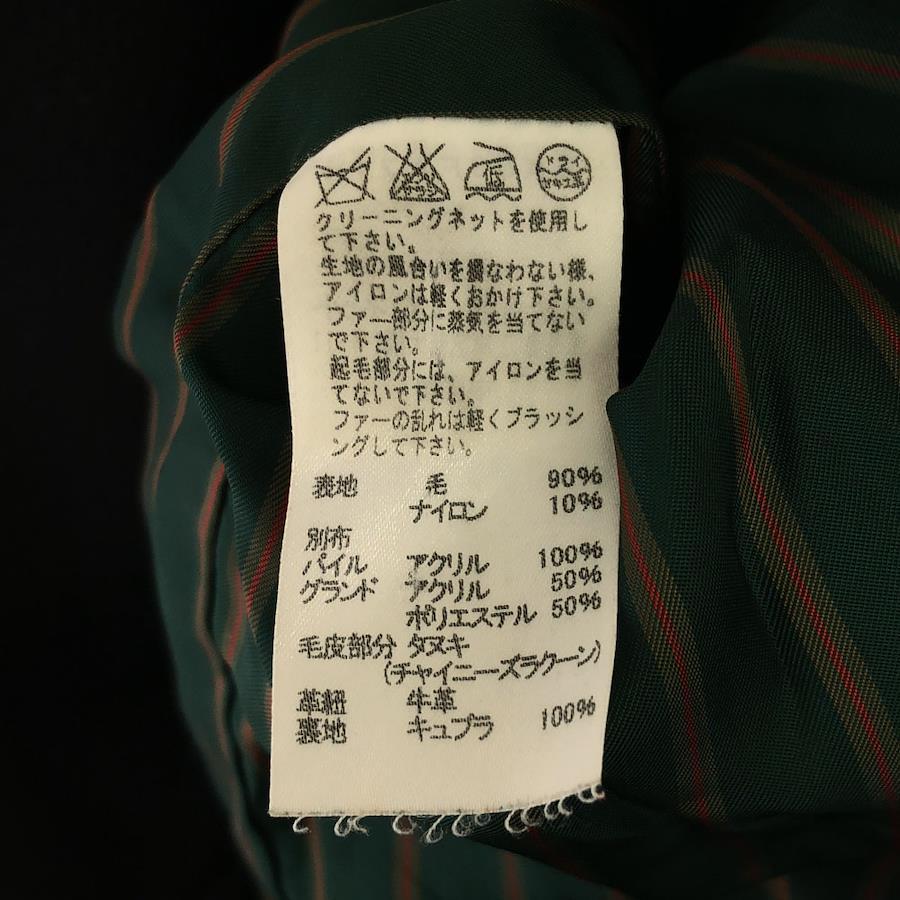 低 ドライ
クリーニングネットを使用し
て下さい。
生地の風合いを損なわない様、
アイロンは軽くおかけ下さい。
ファー部分に蒸気を当てない
で下さい。
起毛部分には、アイロンを当
てないで下さい。
ファーの乱れは軽くブラッシ
ングして下さい。
表地 毛 90%
ナイロン 10%
別布
パイル アクリル 100%
グランド アクリル 50%
ポリエステル 50%
毛皮部分 タヌキ
(チャイニーズラクーン)
革紐 牛革
裏地 キュプラ 100%